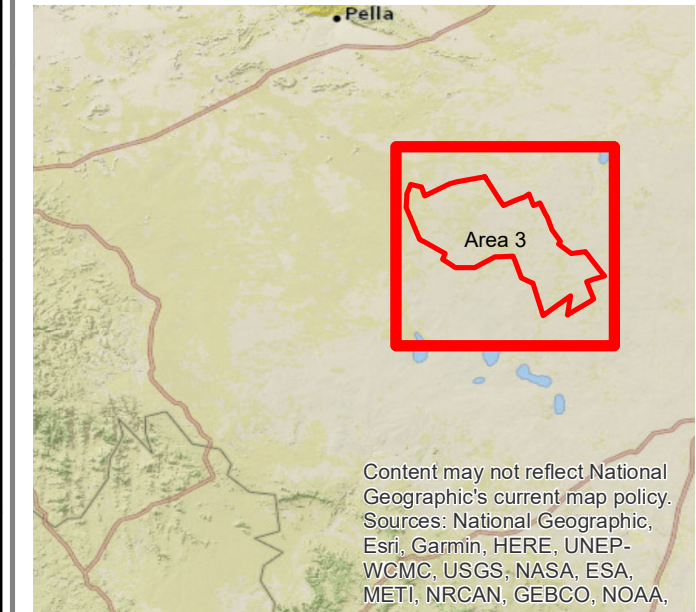 Pella
Area 3
Content may not reflect National
Geographic's current map policy.
Sources: National Geographic,
Esri, Garmin, HERE, UNEP-
WCMC, USGS, NASA, ESA,
METI, NRCAN, GEBCO, NOAA,